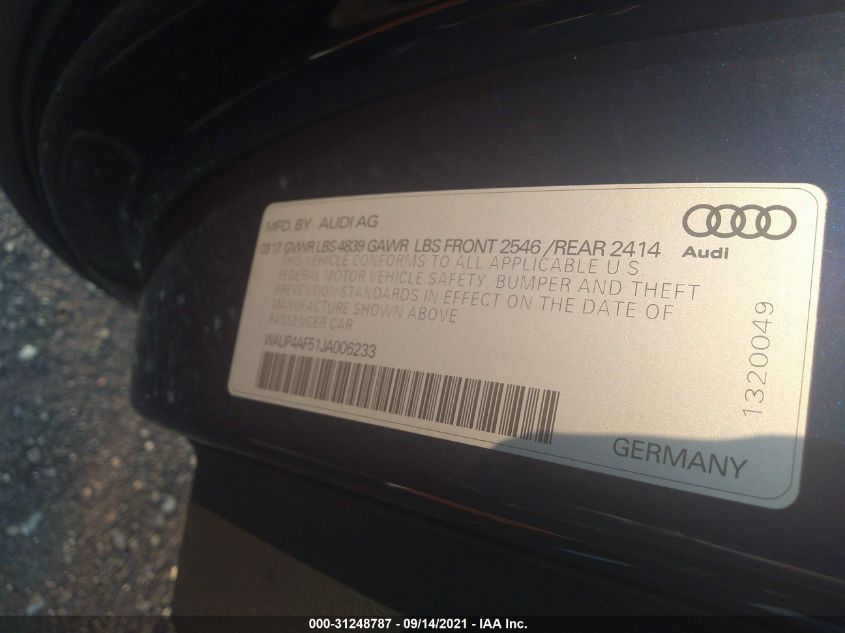 MFD. BY AUDI AG
03 17 GVWR LBS 4839 GAWR LBS FRONT 2546 / REAR 2414
THIS VEHICLE CONFORMS TO ALL APPLICABLE U.S.
FEDERAL MOTOR VEHICLE SAFETY, BUMPER AND THEFT
PREVENTION STANDARDS IN EFFECT ON THE DATE OF
MANUFACTURE SHOWN ABOVE
PASSENGER CAR
WAUP4AF51JA006233
Audi
1320049
GERMANY
000-31248787 - 09/14/2021 - IAA Inc.